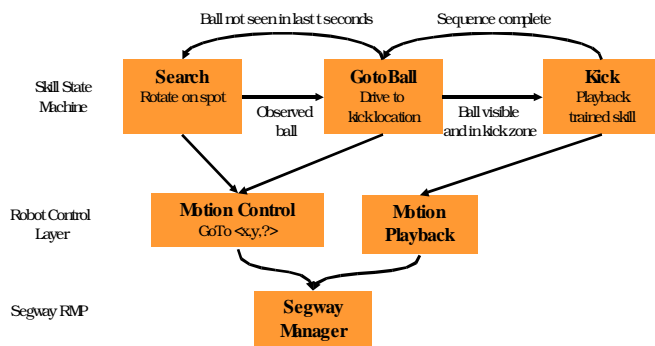 Ball not seen in last t seconds
Sequence complete
Skill State
Machine
Search
Rotate on spot
GotoBall
Drive to
kick location
Kick
Playback
trained skill
Observed
ball
Ball visible
and in kick zone
Robot Control
Layer
Motion Control
GoTo <x,y,?>
Motion
Playback
Segway RMP
Segway
Manager